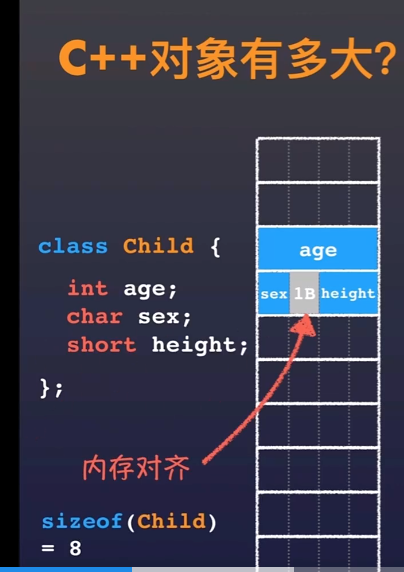 C++对象有多大?
class Child {
int age;
char sex;
short height;
};
age
sex 1B height
内存对齐
sizeof(Child)
= 8